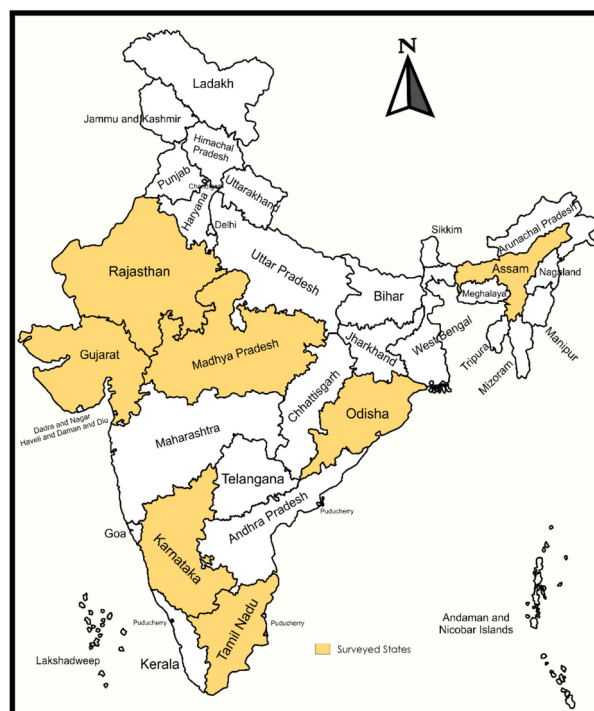 N
Ladakh
Jammu and Kashmir
Himachal
Pradesh
Punjab
Chandigarh
Uttarakhand
Haryana
Delhi
Sikkim
Arunachal Pradesh
Rajasthan
Uttar Pradesh
Assam
Nagaland
Bihar
Meghalaya
Gujarat
Madhya Pradesh
Jharkhand
West Bengal
Tripura
Mizoram
Manipur
Chhattisgarh
Odisha
Dadra and Nagar
Haveli and Daman and Diu
Maharashtra
Telangana
Andhra Pradesh
Puducherry
Goa
Karnataka
Puducherry
Tamil Nadu
Puducherry
Andaman and
Nicobar Islands
Lakshadweep
Kerala
Surveyed States